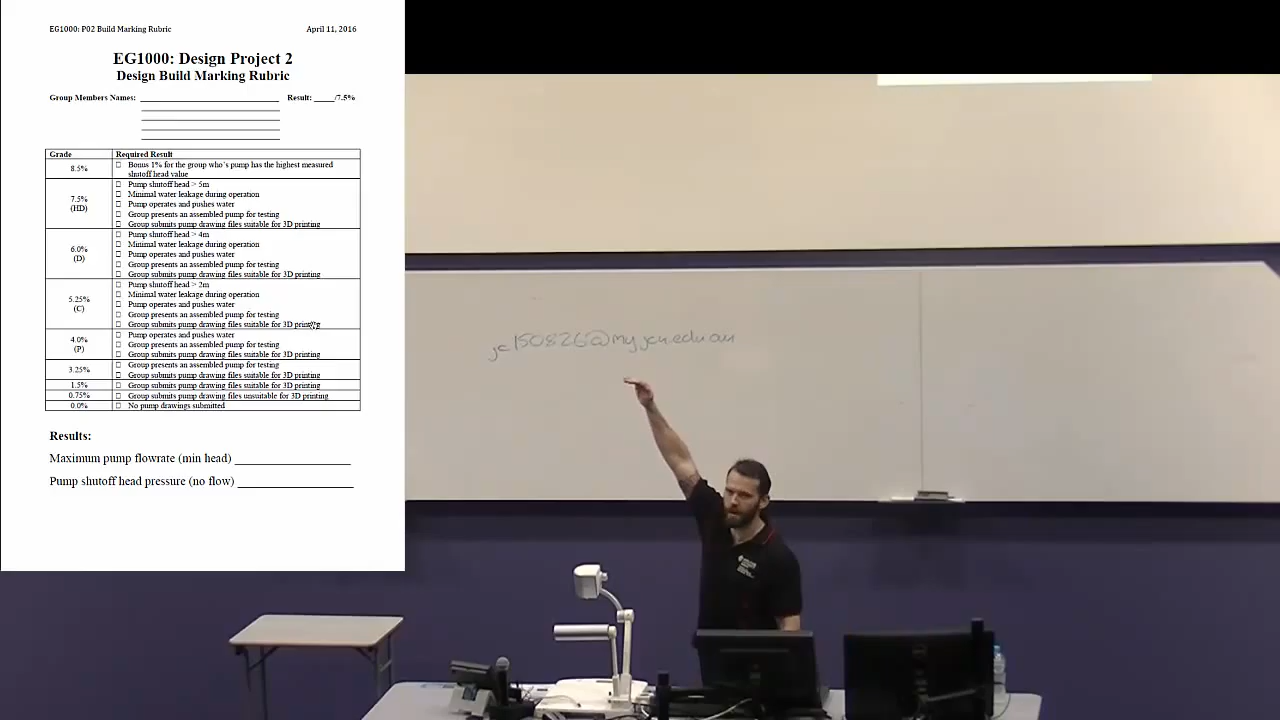 EG1000: P02 Build Marking Rubric April 11, 2016
EG1000: Design Project 2
Design Build Marking Rubric
Group Members Names: Result: _____/7.5%
Grade Required Result
8.5% □ Bonus 1% for the group who's pump has the highest measured
shutoff head value
7.5%
(HD)
□ Pump shutoff head > 5m
□ Minimal water leakage during operation
□ Pump operates and pushes water
□ Group presents an assembled pump for testing
□ Group submits pump drawing files suitable for 3D printing
6.0%
(D)
□ Pump shutoff head > 4m
□ Minimal water leakage during operation
□ Pump operates and pushes water
□ Group presents an assembled pump for testing
□ Group submits pump drawing files suitable for 3D printing
5.25%
(C)
□ Pump shutoff head > 2m
□ Minimal water leakage during operation
□ Pump operates and pushes water
□ Group presents an assembled pump for testing
□ Group submits pump drawing files suitable for 3D printing
4.0%
(P)
□ Pump operates and pushes water
□ Group presents an assembled pump for testing
□ Group submits pump drawing files suitable for 3D printing
3.25%
□ Group presents an assembled pump for testing
□ Group submits pump drawing files suitable for 3D printing
1.5% □ Group submits pump drawing files suitable for 3D printing
0.75% □ Group submits pump drawing files unsuitable for 3D printing
0.0% □ No pump drawings submitted
Results:
Maximum pump flowrate (min head)
Pump shutoff head pressure (no flow)
jc150826@my.jcu.edu.au